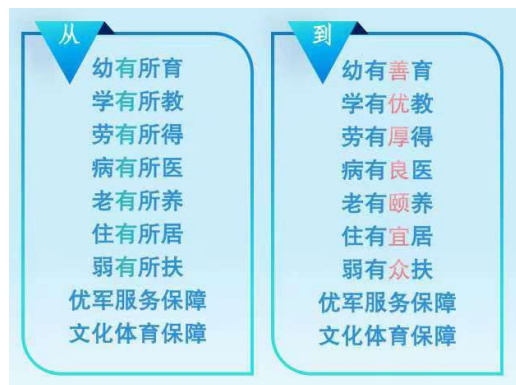 从
幼有所育
学有所教
劳有所得
病有所医
老有所养
住有所居
弱有所扶
优军服务保障
文化体育保障
到
幼有善育
学有优教
劳有厚得
病有良医
老有颐养
住有宜居
弱有众扶
优军服务保障
文化体育保障